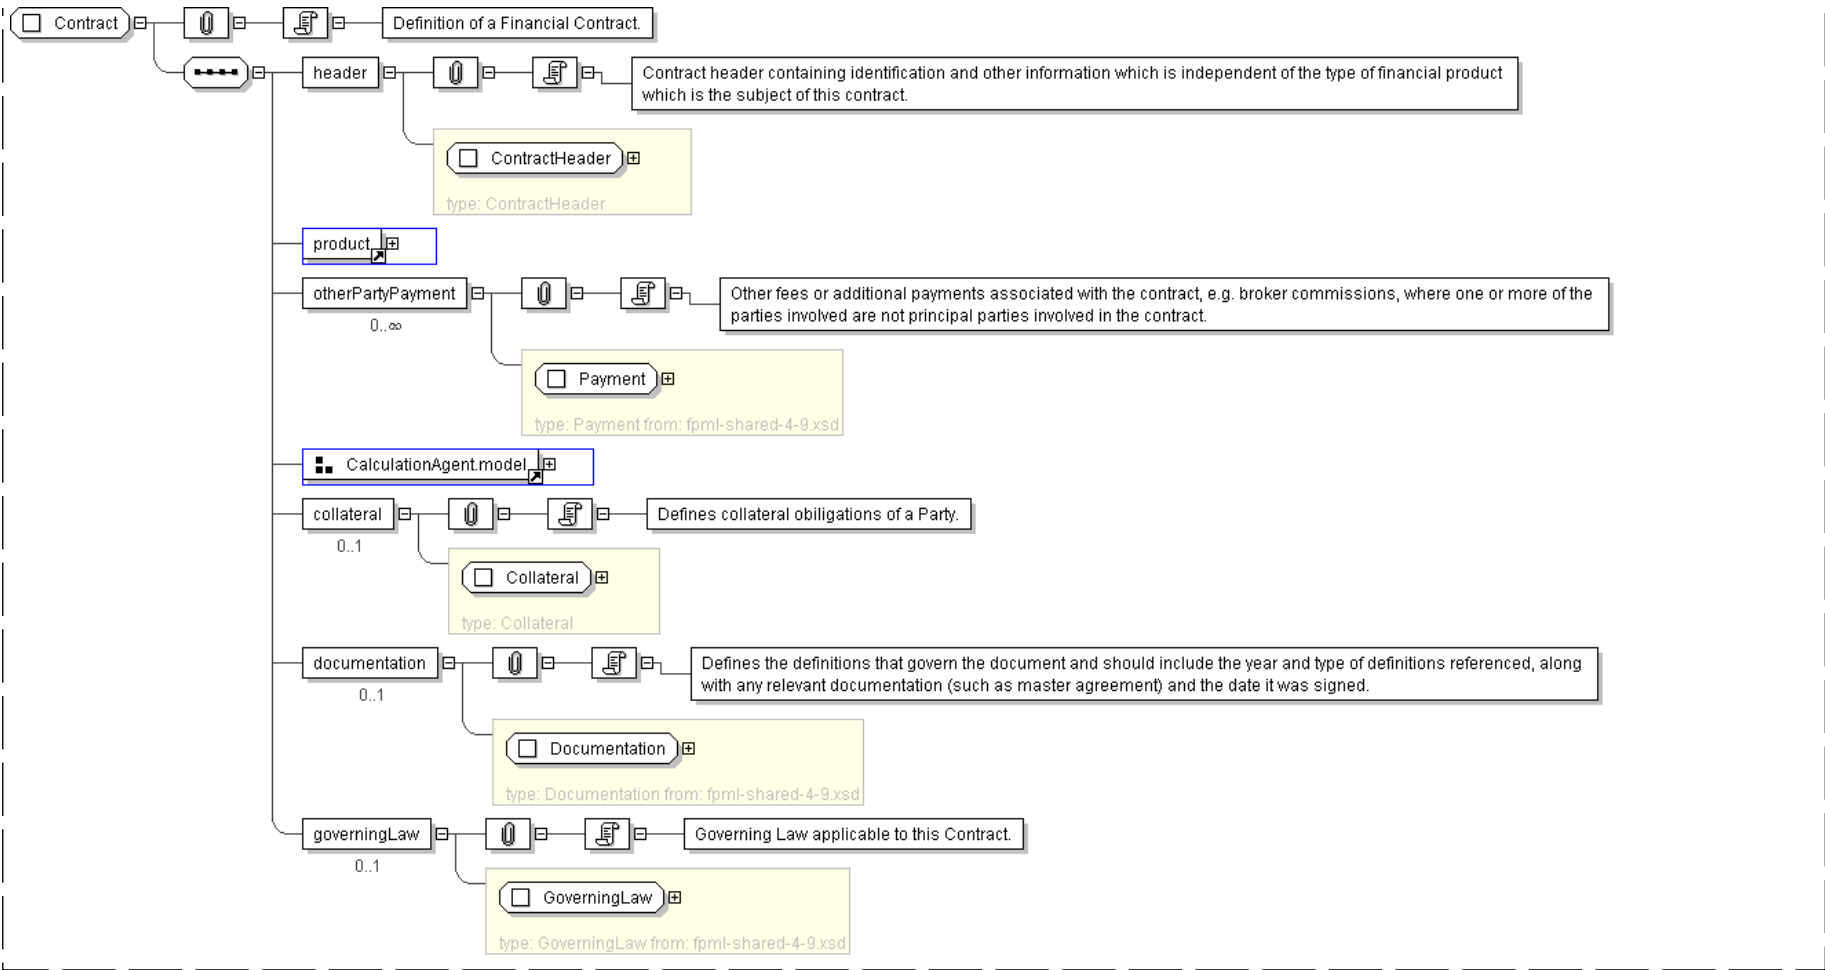 Contract
Definition of a Financial Contract.
header
Contract header containing identification and other information which is independent of the type of financial product
which is the subject of this contract.
ContractHeader
type: ContractHeader
product
otherPartyPayment
0..∞
Other fees or additional payments associated with the contract, e.g. broker commissions, where one or more of the
parties involved are not principal parties involved in the contract.
Payment
type: Payment from: fpml-shared-4-9.xsd
CalculationAgent.model
collateral
0..1
Defines collateral obiligations of a Party.
Collateral
type: Collateral
documentation
0..1
Defines the definitions that govern the document and should include the year and type of definitions referenced, along
with any relevant documentation (such as master agreement) and the date it was signed.
Documentation
type: Documentation from: fpml-shared-4-9.xsd
governingLaw
0..1
Governing Law applicable to this Contract.
GoverningLaw
type: GoverningLaw from: fpml-shared-4-9.xsd